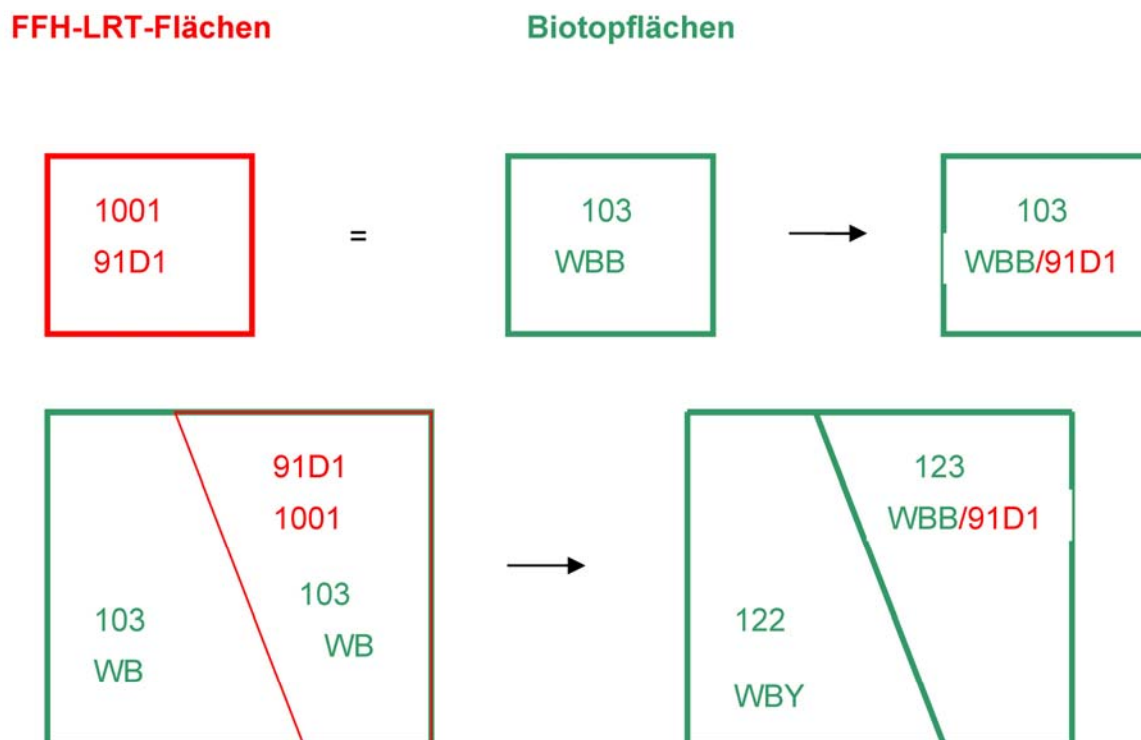 FFH-LRT-Flächen
Biotopflächen
1001
91D1
=
103
WBB
103
WBB/91D1
91D1
1001
103
WB
103
WB
123
WBB/91D1
122
WBY